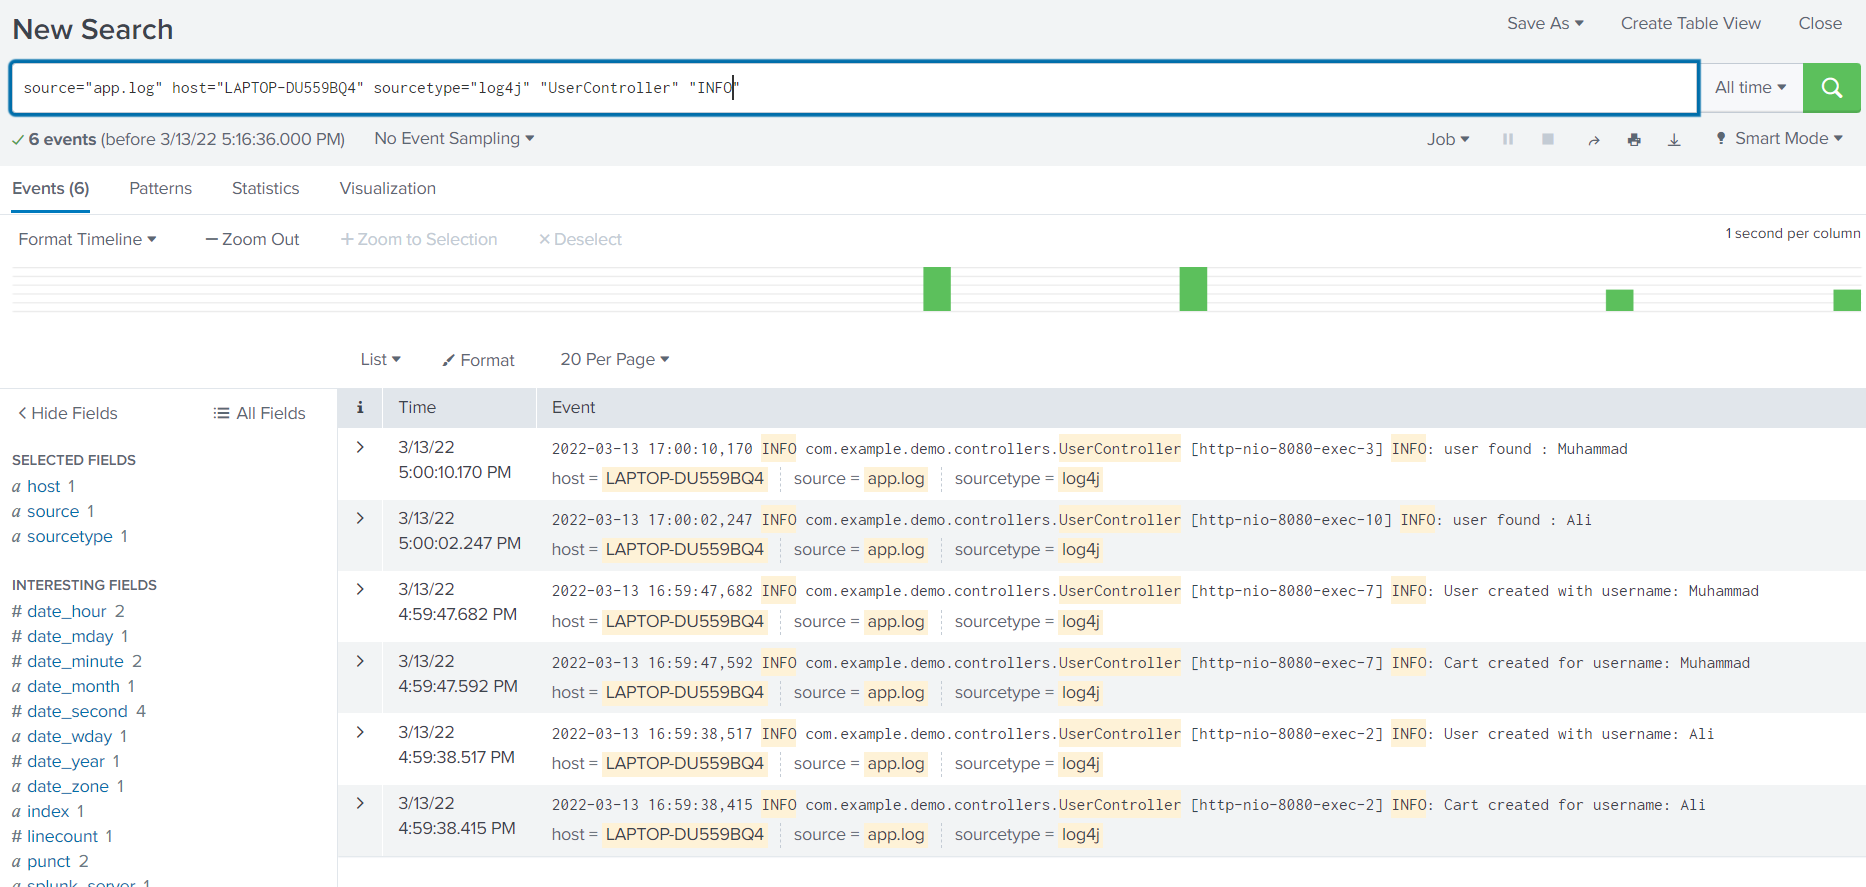 New Search
Save As Create Table View Close
source="app.log" host="LAPTOP-DU559BQ4" sourcetype="log4j" "UserController" "INFO"
All time
6 events (before 3/13/22 5:16:36.000 PM) No Event Sampling
Job Smart Mode
Events (6) Patterns Statistics Visualization
Format Timeline — Zoom Out + Zoom to Selection × Deselect
1 second per column
List Format 20 Per Page
Hide Fields All Fields
SELECTED FIELDS
a host 1
a source 1
a sourcetype 1
INTERESTING FIELDS
# date_hour 2
# date_mday 1
# date_minute 2
a date_month 1
# date_second 4
a date_wday 1
# date_year 1
a date_zone 1
a index 1
# linecount 1
a punct 2
a splunk_server 1
i Time Event
3/13/22
5:00:10.170 PM
2022-03-13 17:00:10,170 INFO com.example.demo.controllers.UserController [http-nio-8080-exec-3] INFO: user found : Muhammad
host = LAPTOP-DU559BQ4 source = app.log sourcetype = log4j
3/13/22
5:00:02.247 PM
2022-03-13 17:00:02,247 INFO com.example.demo.controllers.UserController [http-nio-8080-exec-10] INFO: user found : Ali
host = LAPTOP-DU559BQ4 source = app.log sourcetype = log4j
3/13/22
4:59:47.682 PM
2022-03-13 16:59:47,682 INFO com.example.demo.controllers.UserController [http-nio-8080-exec-7] INFO: User created with username: Muhammad
host = LAPTOP-DU559BQ4 source = app.log sourcetype = log4j
3/13/22
4:59:47.592 PM
2022-03-13 16:59:47,592 INFO com.example.demo.controllers.UserController [http-nio-8080-exec-7] INFO: Cart created for username: Muhammad
host = LAPTOP-DU559BQ4 source = app.log sourcetype = log4j
3/13/22
4:59:38.517 PM
2022-03-13 16:59:38,517 INFO com.example.demo.controllers.UserController [http-nio-8080-exec-2] INFO: User created with username: Ali
host = LAPTOP-DU559BQ4 source = app.log sourcetype = log4j
3/13/22
4:59:38.415 PM
2022-03-13 16:59:38,415 INFO com.example.demo.controllers.UserController [http-nio-8080-exec-2] INFO: Cart created for username: Ali
host = LAPTOP-DU559BQ4 source = app.log sourcetype = log4j